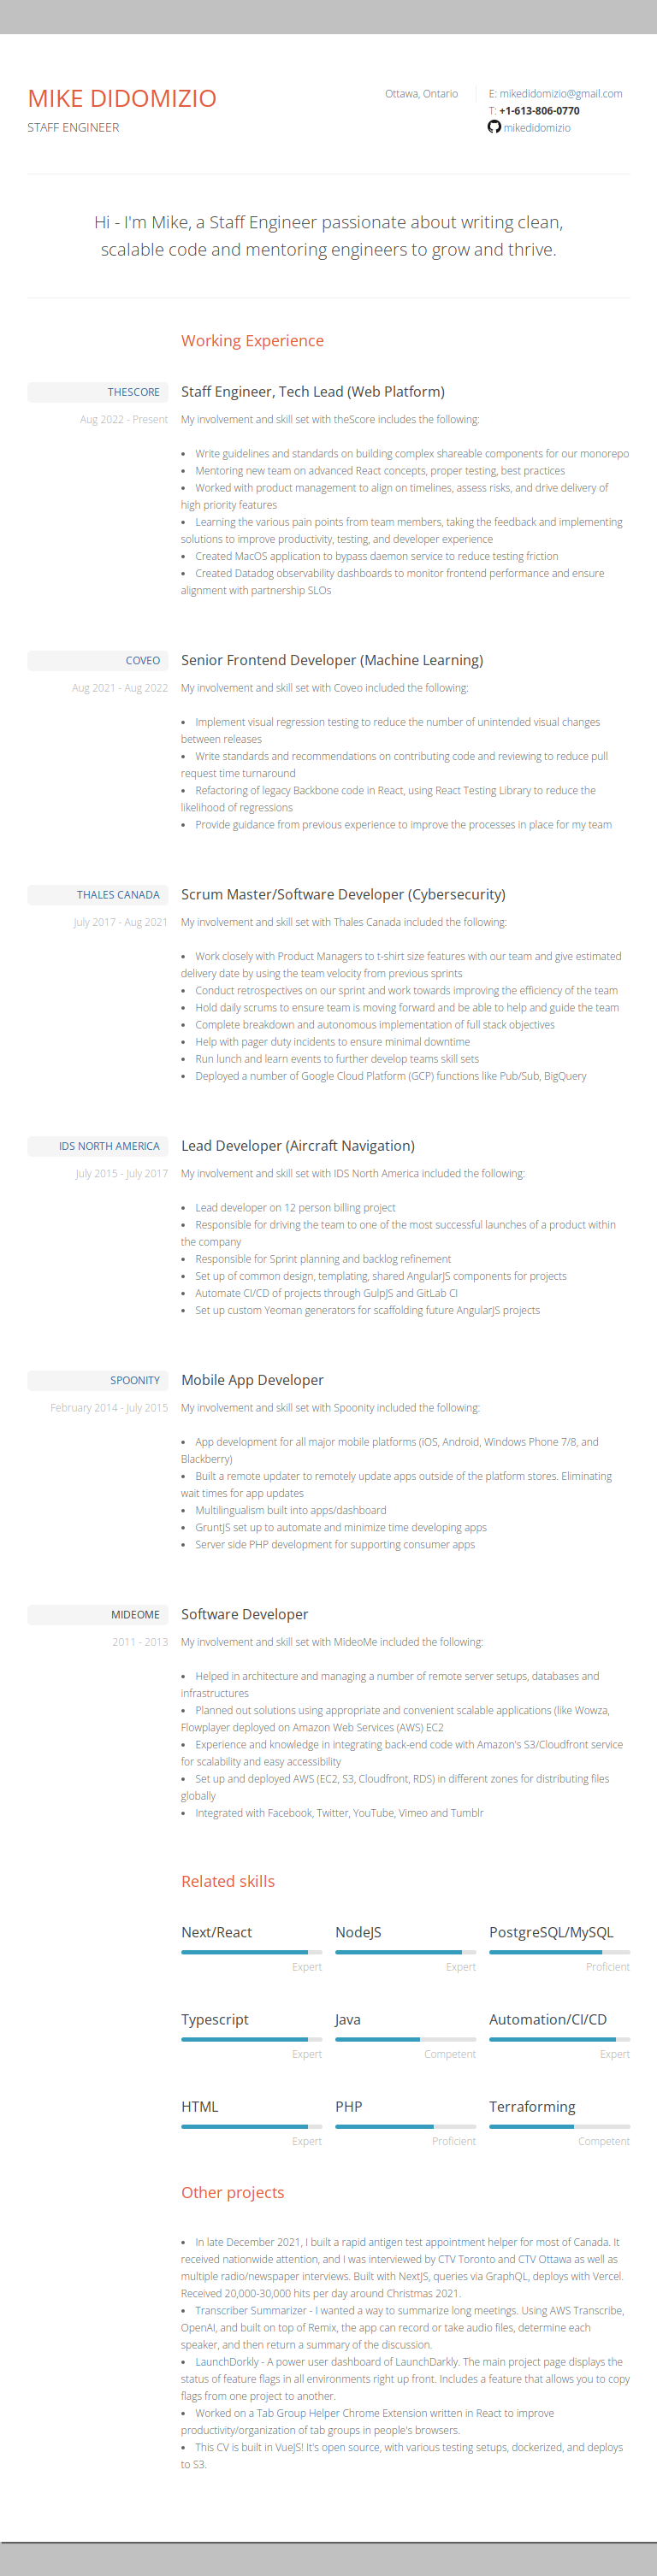 MIKE DIDOMIZIO
STAFF ENGINEER
Ottawa, Ontario
E: mikedidomizio@gmail.com
T: +1-613-806-0770
mikedidomizio
Hi - I'm Mike, a Staff Engineer passionate about writing clean,
scalable code and mentoring engineers to grow and thrive.
Working Experience
THESCORE
Aug 2022 - Present
Staff Engineer, Tech Lead (Web Platform)
My involvement and skill set with theScore includes the following:
• Write guidelines and standards on building complex shareable components for our monorepo
• Mentoring new team on advanced React concepts, proper testing, best practices
• Worked with product management to align on timelines, assess risks, and drive delivery of
high priority features
• Learning the various pain points from team members, taking the feedback and implementing
solutions to improve productivity, testing, and developer experience
• Created MacOS application to bypass daemon service to reduce testing friction
• Created Datadog observability dashboards to monitor frontend performance and ensure
alignment with partnership SLOs
COVEO
Aug 2021 - Aug 2022
Senior Frontend Developer (Machine Learning)
My involvement and skill set with Coveo included the following:
• Implement visual regression testing to reduce the number of unintended visual changes
between releases
• Write standards and recommendations on contributing code and reviewing to reduce pull
request time turnaround
• Refactoring of legacy Backbone code in React, using React Testing Library to reduce the
likelihood of regressions
• Provide guidance from previous experience to improve the processes in place for my team
THALES CANADA
July 2017 - Aug 2021
Scrum Master/Software Developer (Cybersecurity)
My involvement and skill set with Thales Canada included the following:
• Work closely with Product Managers to t-shirt size features with our team and give estimated
delivery date by using the team velocity from previous sprints
• Conduct retrospectives on our sprint and work towards improving the efficiency of the team
• Hold daily scrums to ensure team is moving forward and be able to help and guide the team
• Complete breakdown and autonomous implementation of full stack objectives
• Help with pager duty incidents to ensure minimal downtime
• Run lunch and learn events to further develop teams skill sets
• Deployed a number of Google Cloud Platform (GCP) functions like Pub/Sub, BigQuery
IDS NORTH AMERICA
July 2015 - July 2017
Lead Developer (Aircraft Navigation)
My involvement and skill set with IDS North America included the following:
• Lead developer on 12 person billing project
• Responsible for driving the team to one of the most successful launches of a product within
the company
• Responsible for Sprint planning and backlog refinement
• Set up of common design, templating, shared AngularJS components for projects
• Automate CI/CD of projects through GulpJS and GitLab CI
• Set up custom Yeoman generators for scaffolding future AngularJS projects
SPOONITY
February 2014 - July 2015
Mobile App Developer
My involvement and skill set with Spoonity included the following:
• App development for all major mobile platforms (iOS, Android, Windows Phone 7/8, and
Blackberry)
• Built a remote updater to remotely update apps outside of the platform stores. Eliminating
wait times for app updates
• Multilingualism built into apps/dashboard
• GruntJS set up to automate and minimize time developing apps
• Server side PHP development for supporting consumer apps
MIDEOME
2011 - 2013
Software Developer
My involvement and skill set with MideoMe included the following:
• Helped in architecture and managing a number of remote server setups, databases and
infrastructures
• Planned out solutions using appropriate and convenient scalable applications (like Wowza,
Flowplayer deployed on Amazon Web Services (AWS) EC2
• Experience and knowledge in integrating back-end code with Amazon's S3/Cloudfront service
for scalability and easy accessibility
• Set up and deployed AWS (EC2, S3, Cloudfront, RDS) in different zones for distributing files
globally
• Integrated with Facebook, Twitter, YouTube, Vimeo and Tumblr
Related skills
Next/React
Expert
NodeJS
Expert
PostgreSQL/MySQL
Proficient
Typescript
Expert
Java
Competent
Automation/CI/CD
Expert
HTML
Expert
PHP
Proficient
Terraforming
Competent
Other projects
• In late December 2021, I built a rapid antigen test appointment helper for most of Canada. It
received nationwide attention, and I was interviewed by CTV Toronto and CTV Ottawa as well as
multiple radio/newspaper interviews. Built with NextJS, queries via GraphQL, deploys with Vercel.
Received 20,000-30,000 hits per day around Christmas 2021.
• Transcriber Summarizer - I wanted a way to summarize long meetings. Using AWS Transcribe,
OpenAI, and built on top of Remix, the app can record or take audio files, determine each
speaker, and then return a summary of the discussion.
• LaunchDorkly - A power user dashboard of LaunchDarkly. The main project page displays the
status of feature flags in all environments right up front. Includes a feature that allows you to copy
flags from one project to another.
• Worked on a Tab Group Helper Chrome Extension written in React to improve
productivity/organization of tab groups in people's browsers.
• This CV is built in VueJS! It's open source, with various testing setups, dockerized, and deploys
to S3.